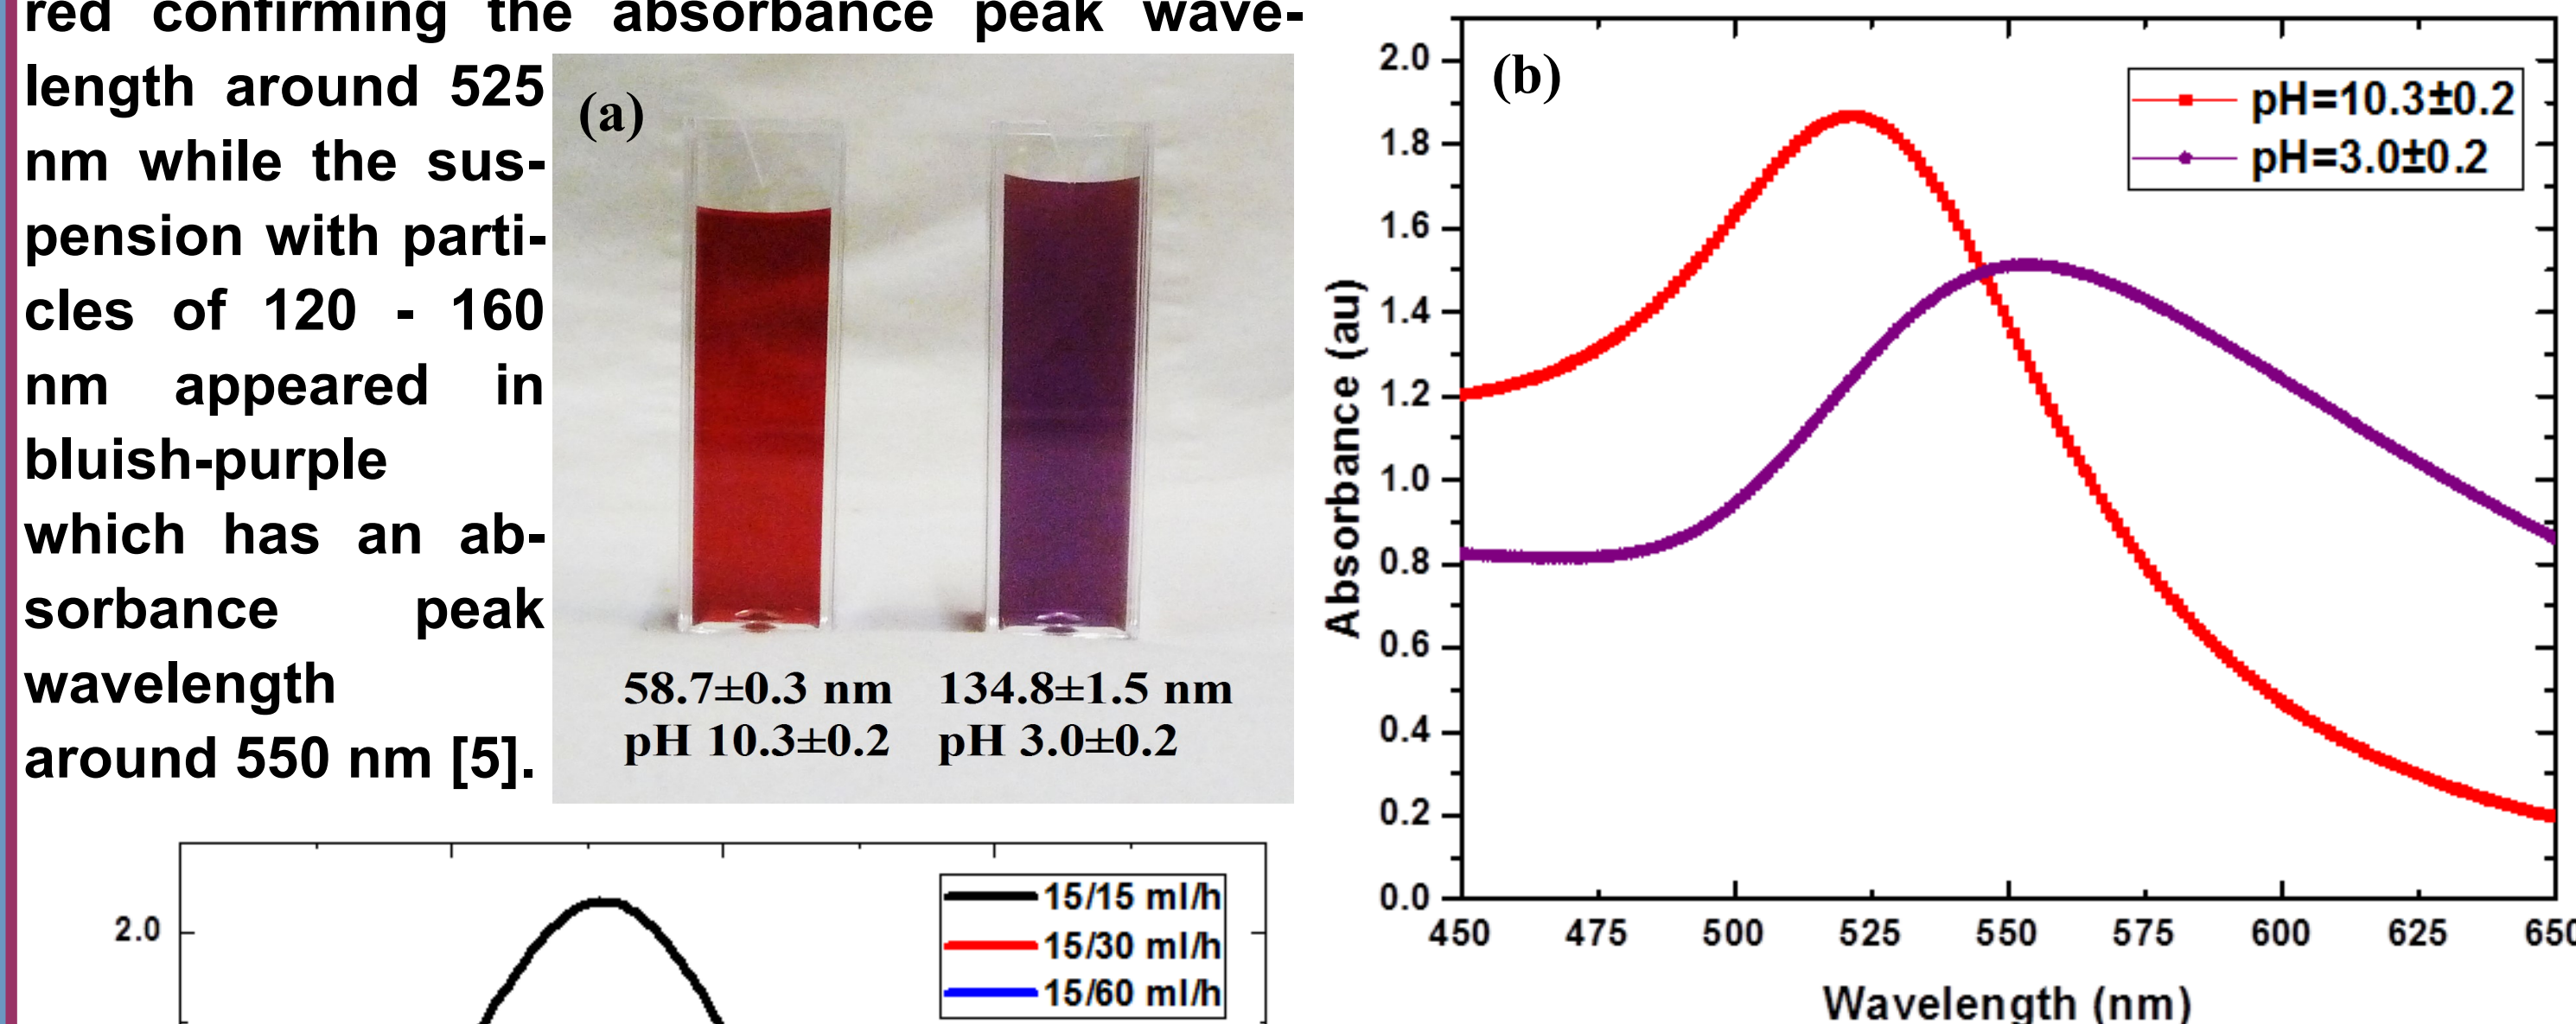 red confirming the absorbance peak wave-
length around 525
nm while the sus-
pension with parti-
cles of 120 - 160
nm appeared in
bluish-purple
which has an ab-
sorbance peak
wavelength
around 550 nm [5].
(a)
58.7±0.3 nm
pH 10.3±0.2
134.8±1.5 nm
pH 3.0±0.2
(b)
pH=10.3±0.2
pH=3.0±0.2
Absorbance (au)
2.0
1.8
1.6
1.4
1.2
1.0
0.8
0.6
0.4
0.2
0.0
450 475 500 525 550 575 600 625 650
Wavelength (nm)
2.0
15/15 ml/h
15/30 ml/h
15/60 ml/h